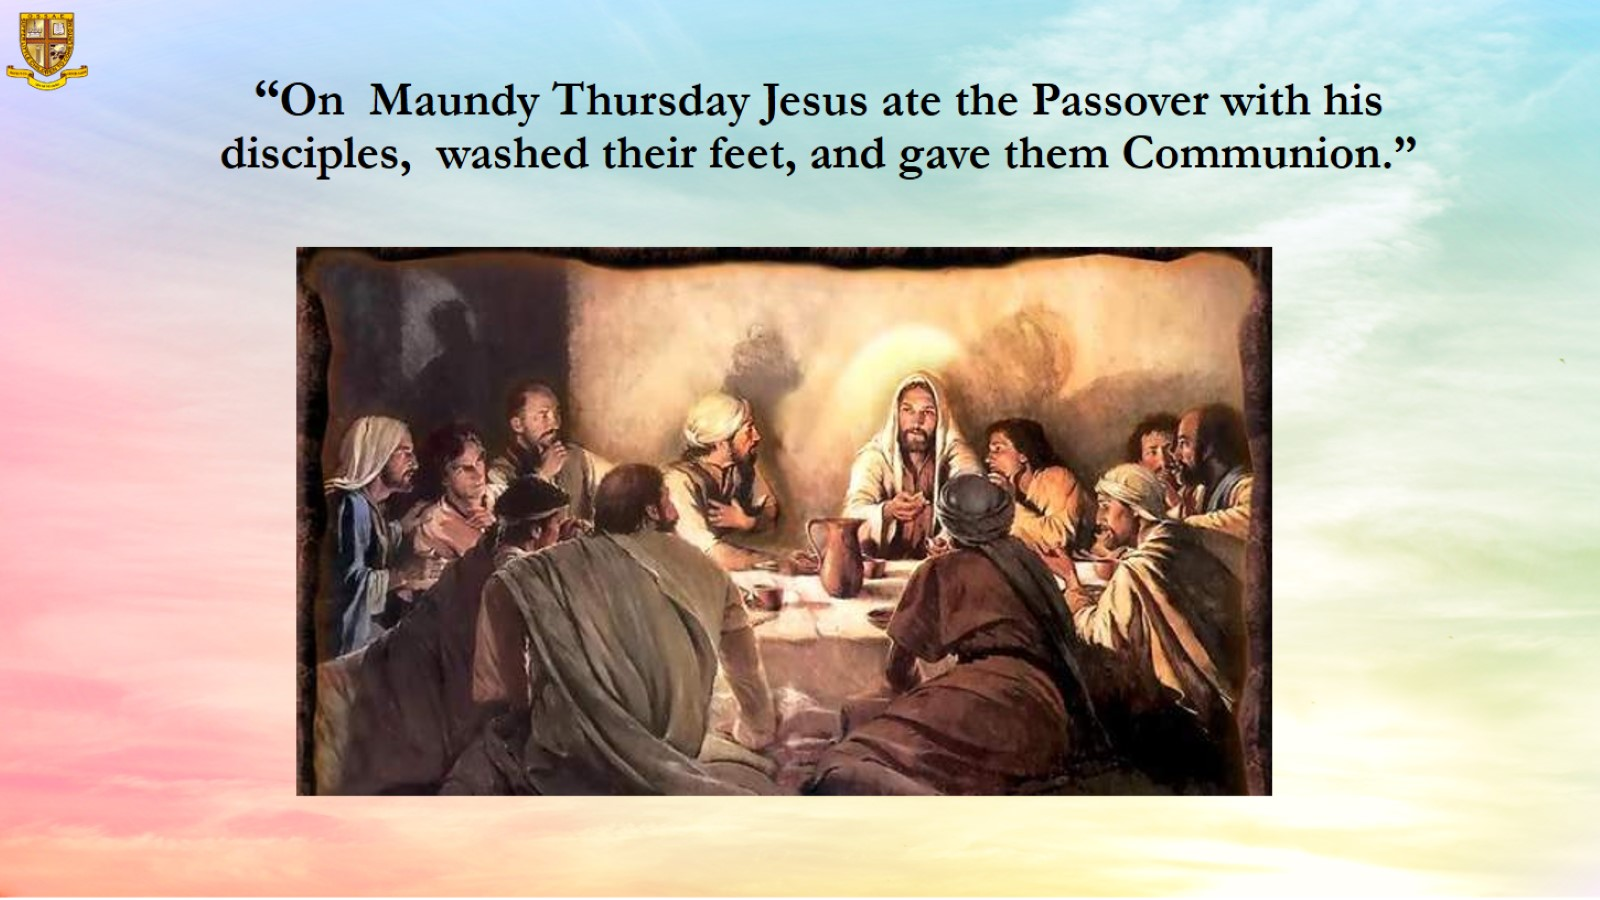 “On Maundy Thursday Jesus ate the Passover with his
disciples, washed their feet, and gave them Communion.”